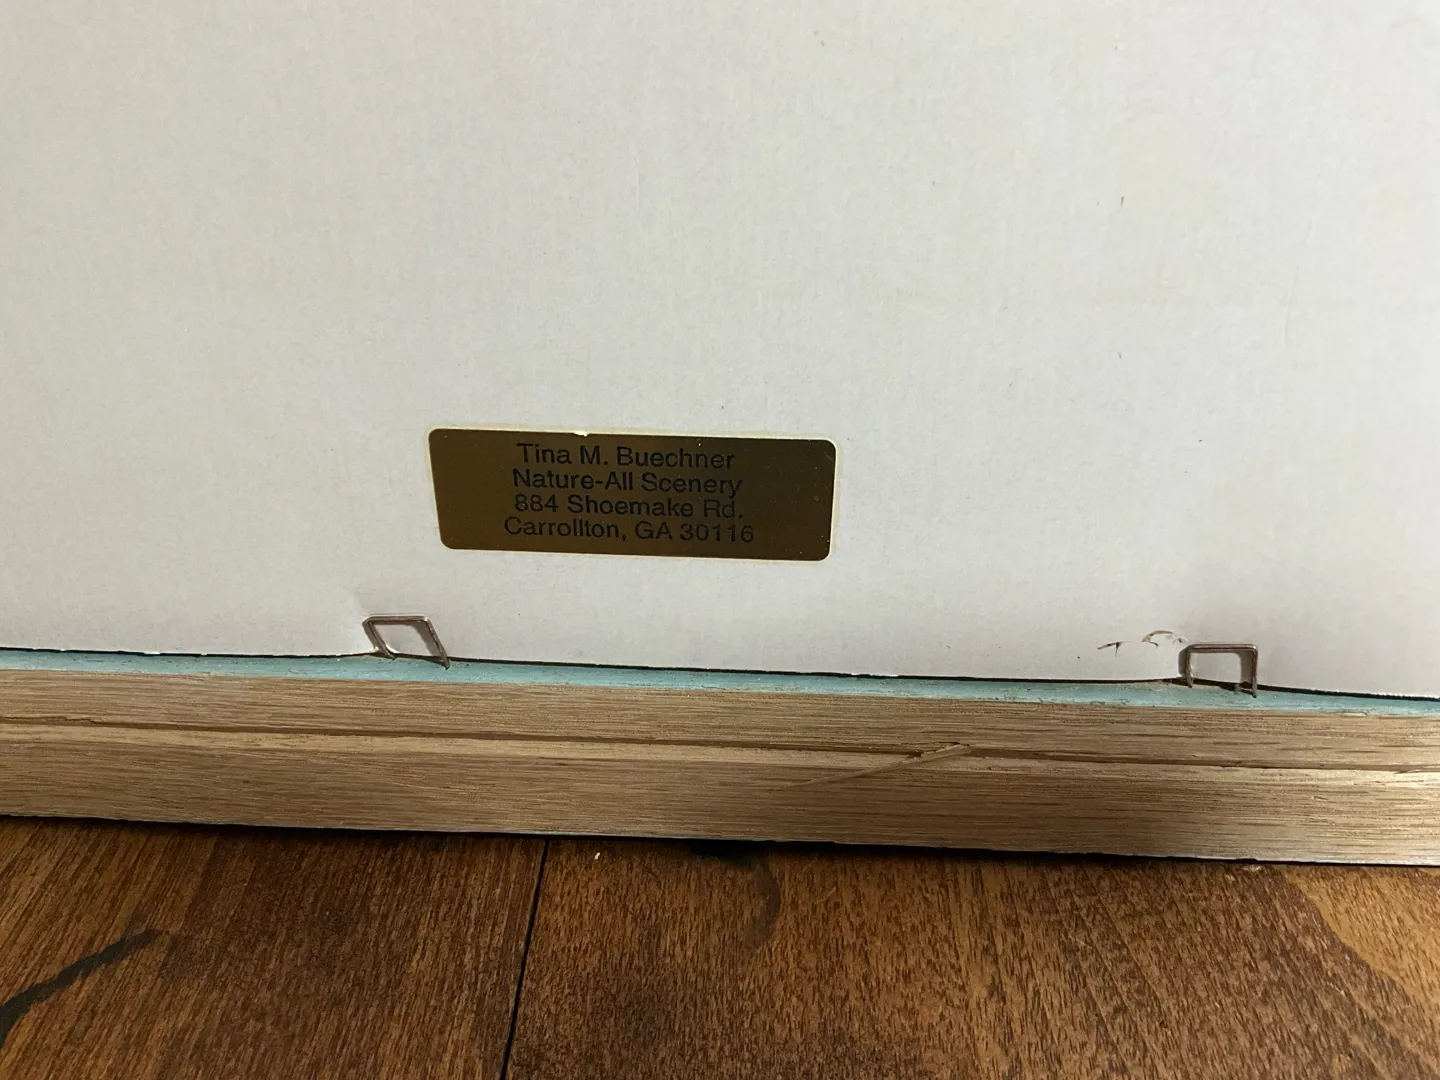 Tina M. Buechner
Nature-All Scenery
884 Shoemake Rd.
Carrollton, GA 30116